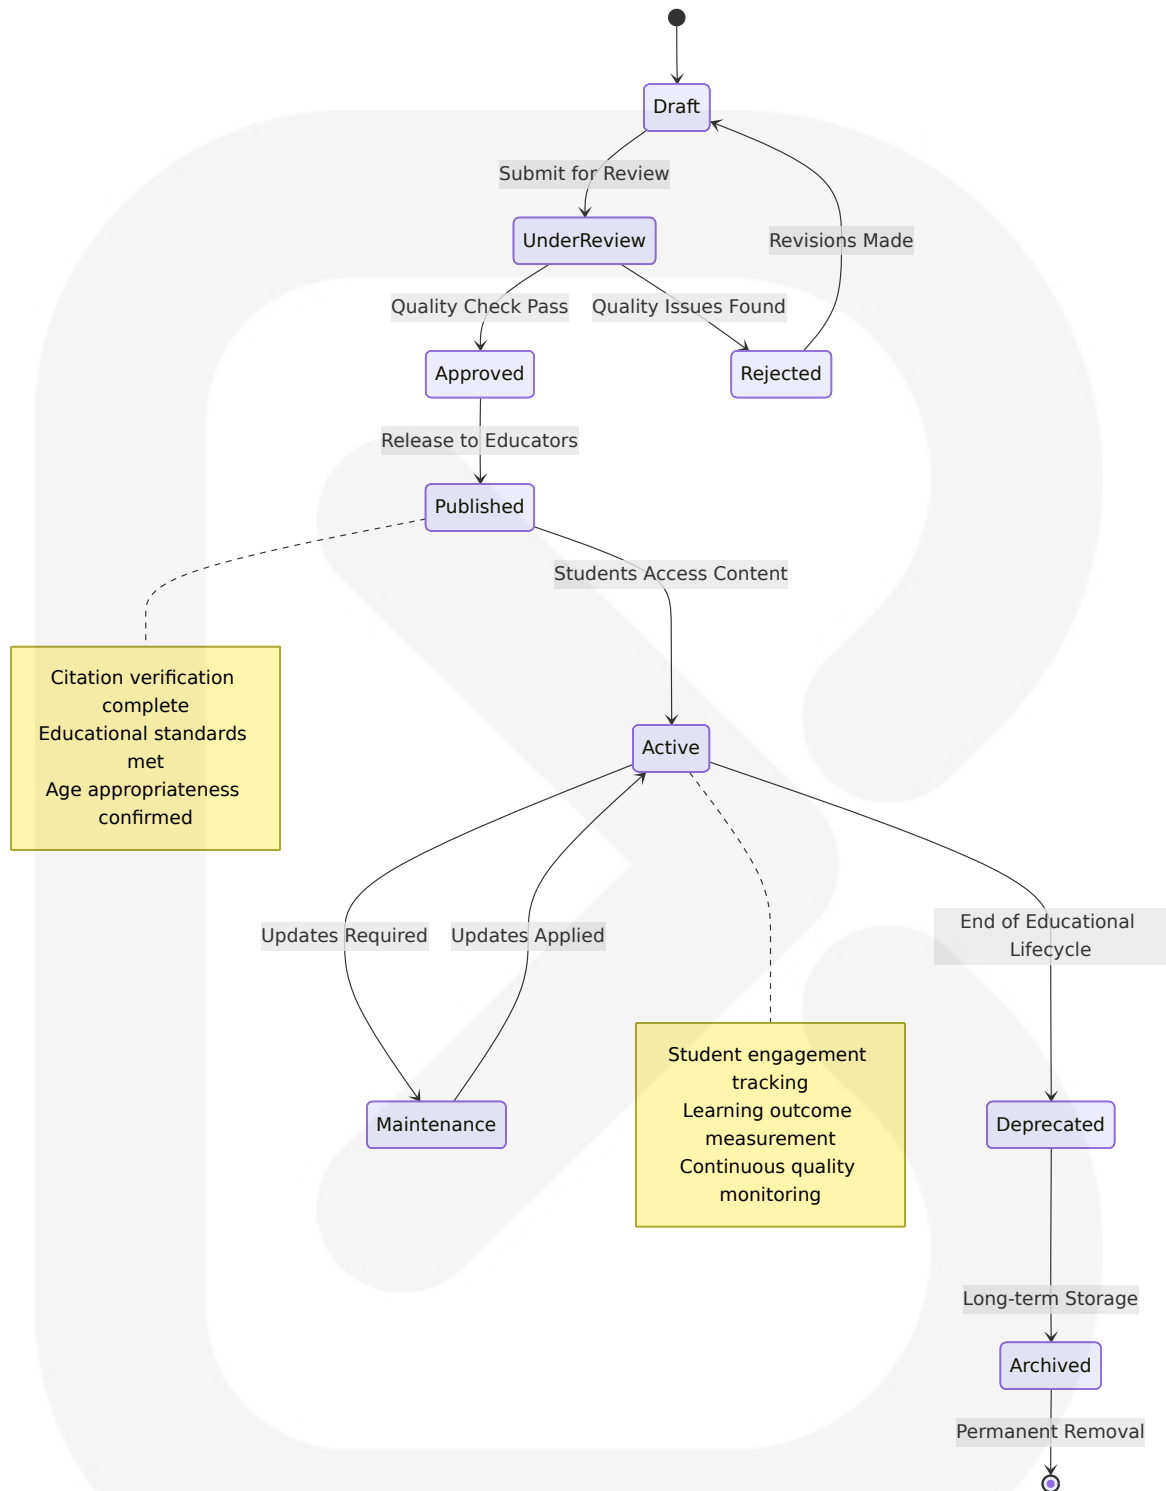 Draft
Submit for Review
UnderReview
Revisions Made
Quality Check Pass
Quality Issues Found
Approved
Rejected
Release to Educators
Published
Students Access Content
Citation verification
complete
Educational standards
met
Age appropriateness
confirmed
Active
Updates Required
Updates Applied
End of Educational
Lifecycle
Student engagement
tracking
Learning outcome
measurement
Continuous quality
monitoring
Maintenance
Deprecated
Long-term Storage
Archived
Permanent Removal